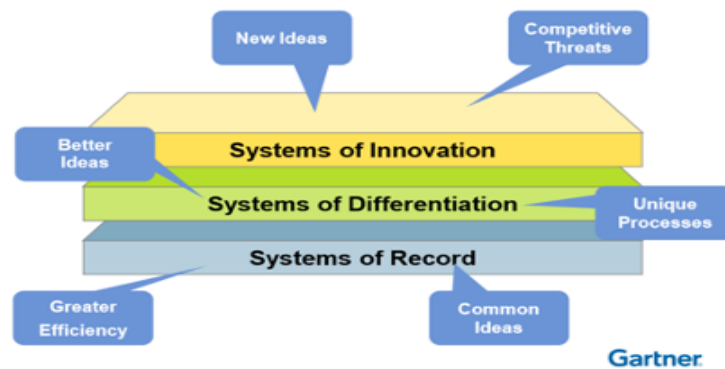 New Ideas
Competitive
Threats
Systems of Innovation
Better
Ideas
Systems of Differentiation
Unique
Processes
Systems of Record
Greater
Efficiency
Common
Ideas
Gartner